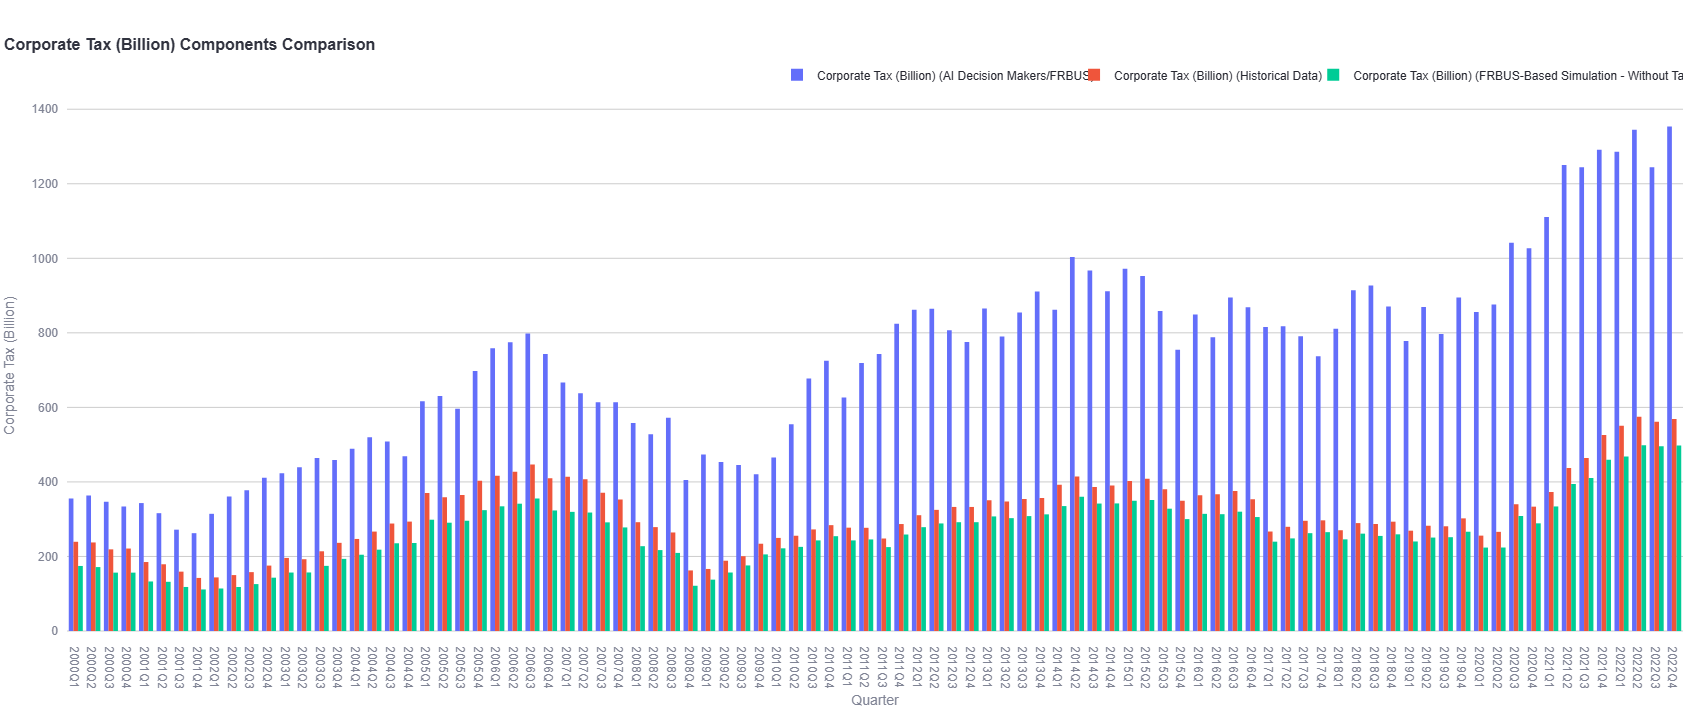 Corporate Tax (Billion) Components Comparison
Corporate Tax (Billion) (AI Decision Makers/FRBUS)
Corporate Tax (Billion) (Historical Data)
Corporate Tax (Billion) (FRBUS-Based Simulation - Without Ta
1400
1200
1000
800
600
400
200
0
Corporate Tax (Billion)
2000Q1
2000Q2
2000Q3
2000Q4
2001Q1
2001Q2
2001Q3
2001Q4
2002Q1
2002Q2
2002Q3
2002Q4
2003Q1
2003Q2
2003Q3
2003Q4
2004Q1
2004Q2
2004Q3
2004Q4
2005Q1
2005Q2
2005Q3
2005Q4
2006Q1
2006Q2
2006Q3
2006Q4
2007Q1
2007Q2
2007Q3
2007Q4
2008Q1
2008Q2
2008Q3
2008Q4
2009Q1
2009Q2
2009Q3
2009Q4
2010Q1
2010Q2
2010Q3
2010Q4
2011Q1
2011Q2
2011Q3
2011Q4
2012Q1
2012Q2
2012Q3
2012Q4
2013Q1
2013Q2
2013Q3
2013Q4
2014Q1
2014Q2
2014Q3
2014Q4
2015Q1
2015Q2
2015Q3
2015Q4
2016Q1
2016Q2
2016Q3
2016Q4
2017Q1
2017Q2
2017Q3
2017Q4
2018Q1
2018Q2
2018Q3
2018Q4
2019Q1
2019Q2
2019Q3
2019Q4
2020Q1
2020Q2
2020Q3
2020Q4
2021Q1
2021Q2
2021Q3
2021Q4
2022Q1
2022Q2
2022Q3
2022Q4
Quarter